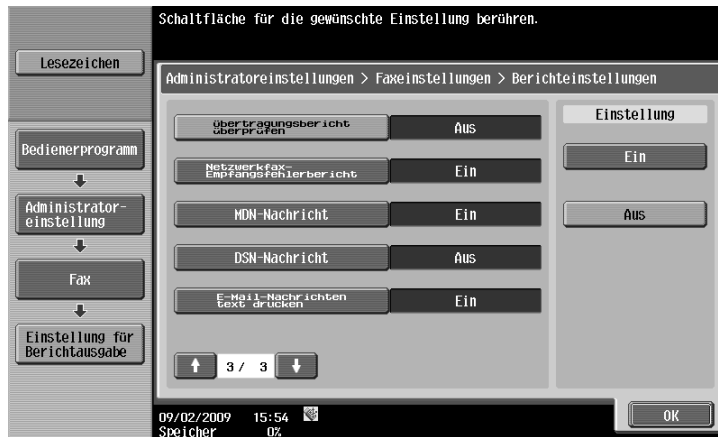 Schaltfläche für die gewünschte Einstellung berühren.
Lesezeichen
Administratoreinstellungen > Faxeinstellungen > Berichteinstellungen
Bedienerprogramm
Administrator-
einstellung
Fax
Einstellung für
Berichtausgabe
Übertragungsbericht
überprüfen
Aus
Netzwerkfax-
Empfangsfehlerbericht
Ein
MDN-Nachricht
Ein
DSN-Nachricht
Aus
E-Mail-Nachrichten
text drucken
Ein
3/ 3
Einstellung
Ein
Aus
09/02/2009 15:54
Speicher 0%
OK